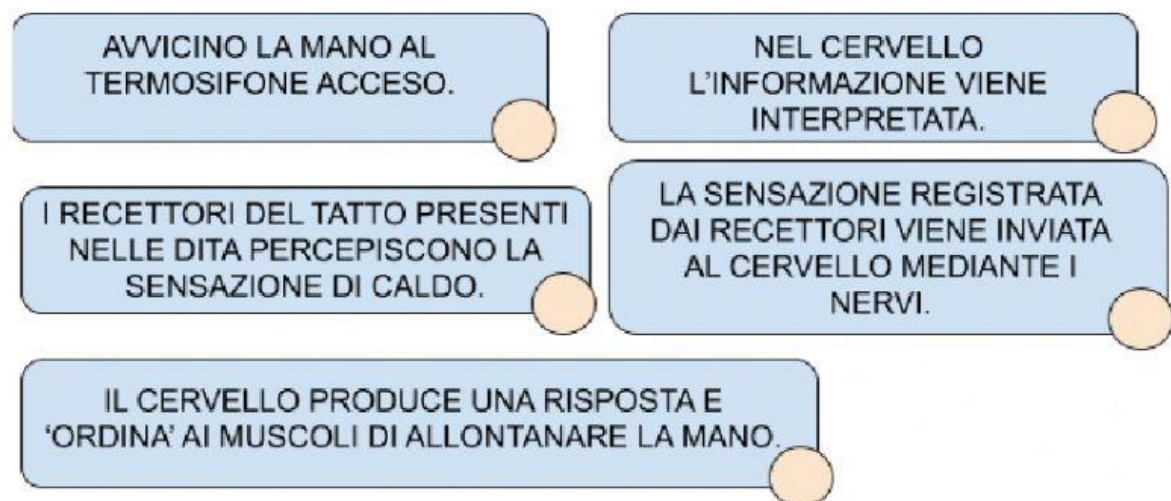 AVVICINO LA MANO AL
TERMOSIFONE ACCESO.
NEL CERVELLO
L’INFORMAZIONE VIENE
INTERPRETATA.
I RECETTORI DEL TATTO PRESENTI
NELLE DITA PERCEPISCONO LA
SENSAZIONE DI CALDO.
LA SENSAZIONE REGISTRATA
DAI RECETTORI VIENE INVIATA
AL CERVELLO MEDIANTE I
NERVI.
IL CERVELLO PRODUCE UNA RISPOSTA E
‘ORDINA’ AI MUSCOLI DI ALLONTANARE LA MANO.